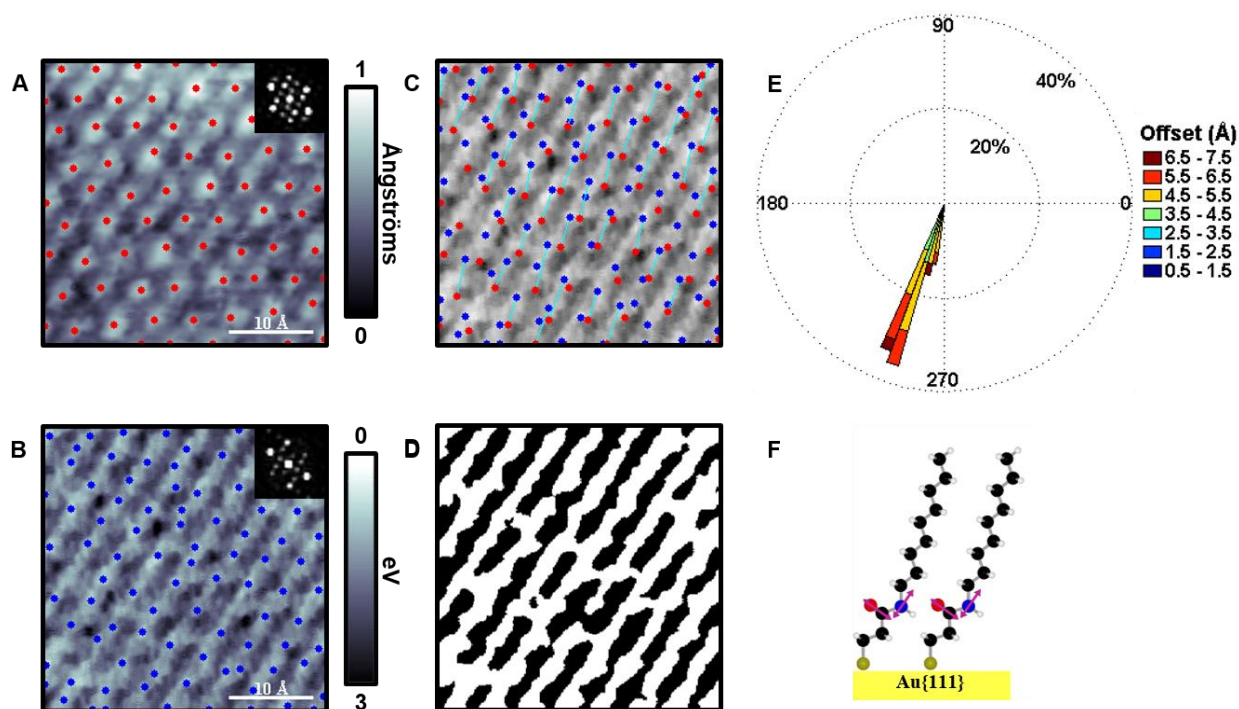 A
1
Ångströms
0
10 Å
C
E
90
40%
20%
180
0
270
Offset (Å)
6.5 - 7.5
5.5 - 6.5
4.5 - 5.5
3.5 - 4.5
2.5 - 3.5
1.5 - 2.5
0.5 - 1.5
B
0
eV
3
10 Å
D
F
Au{111}